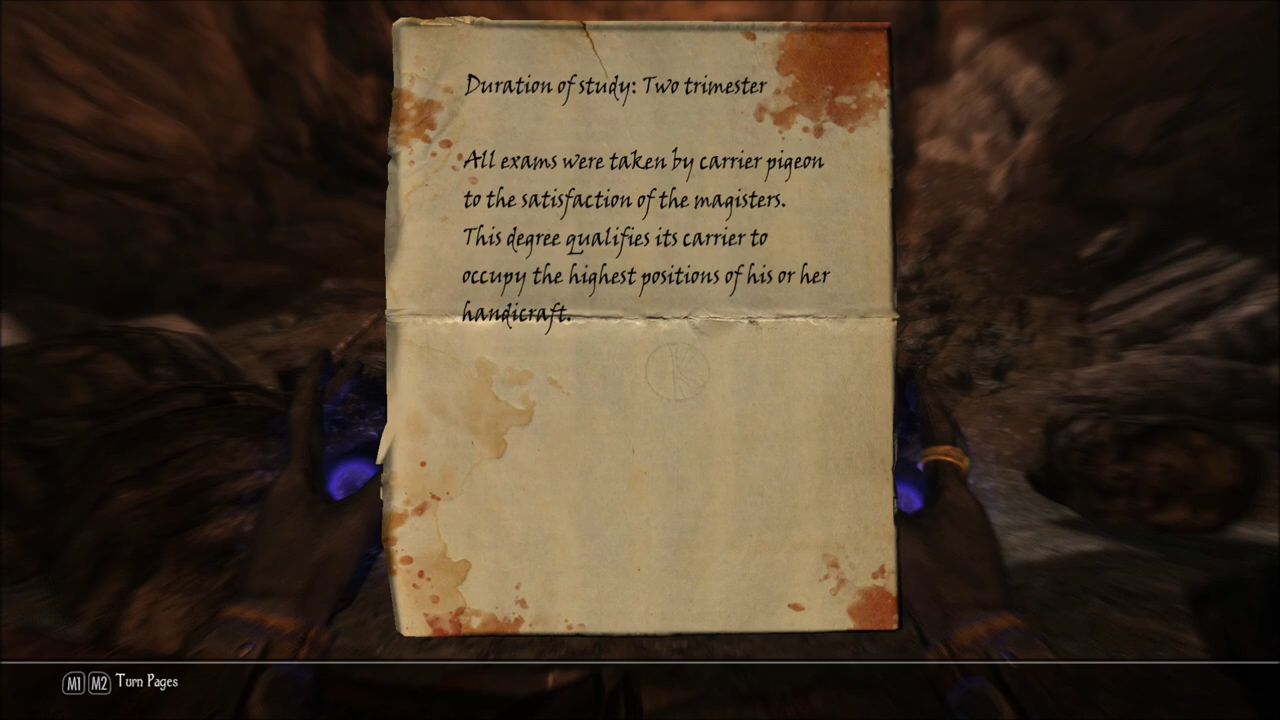 Duration of study: Two trimester
All exams were taken by carrier pigeon
to the satisfaction of the magisters.
This degree qualifies its carrier to
occupy the highest positions of his or her
handicraft.
K
M1 M2 Turn Pages